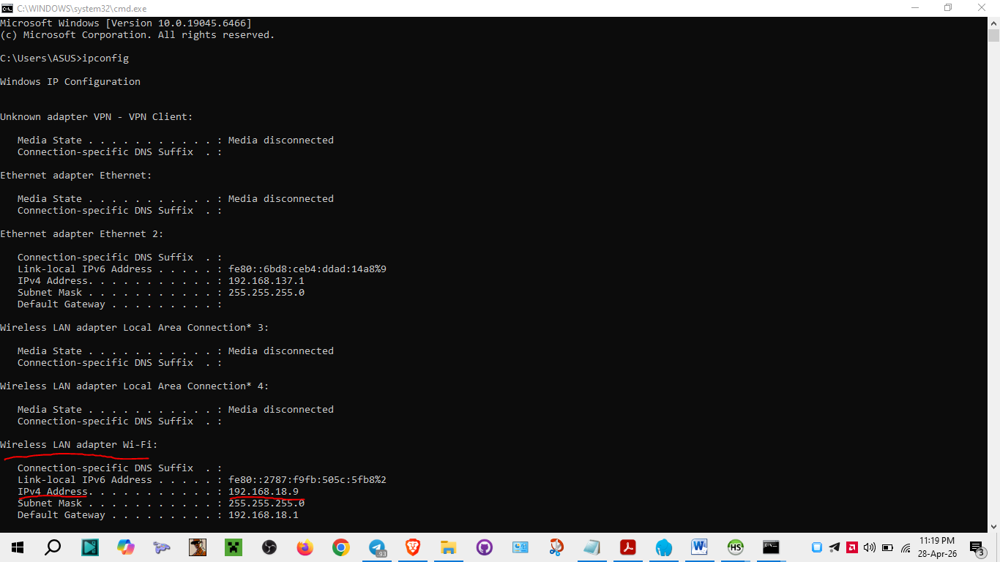 C:\WINDOWS\system32\cmd.exe
Microsoft Windows [Version 10.0.19045.6466]
(c) Microsoft Corporation. All rights reserved.
C:\Users\ASUS>ipconfig
Windows IP Configuration
Unknown adapter VPN - VPN Client:
Media State . . . . . . . . . . . : Media disconnected
Connection-specific DNS Suffix  . :
Ethernet adapter Ethernet:
Media State . . . . . . . . . . . : Media disconnected
Connection-specific DNS Suffix  . :
Ethernet adapter Ethernet 2:
Connection-specific DNS Suffix  . :
Link-local IPv6 Address . . . . . : fe80::6bd8:ceb4:ddad:14a8%9
IPv4 Address. . . . . . . . . . . : 192.168.137.1
Subnet Mask . . . . . . . . . . . : 255.255.255.0
Default Gateway . . . . . . . . . :
Wireless LAN adapter Local Area Connection* 3:
Media State . . . . . . . . . . . : Media disconnected
Connection-specific DNS Suffix  . :
Wireless LAN adapter Local Area Connection* 4:
Media State . . . . . . . . . . . : Media disconnected
Connection-specific DNS Suffix  . :
Wireless LAN adapter Wi-Fi:
Connection-specific DNS Suffix  . :
Link-local IPv6 Address . . . . . : fe80::2787:f9fb:505c:5fb8%2
IPv4 Address. . . . . . . . . . . : 192.168.18.9
Subnet Mask . . . . . . . . . . . : 255.255.255.0
Default Gateway . . . . . . . . . : 192.168.18.1
93
HS
11:19 PM
28-Apr-26
3